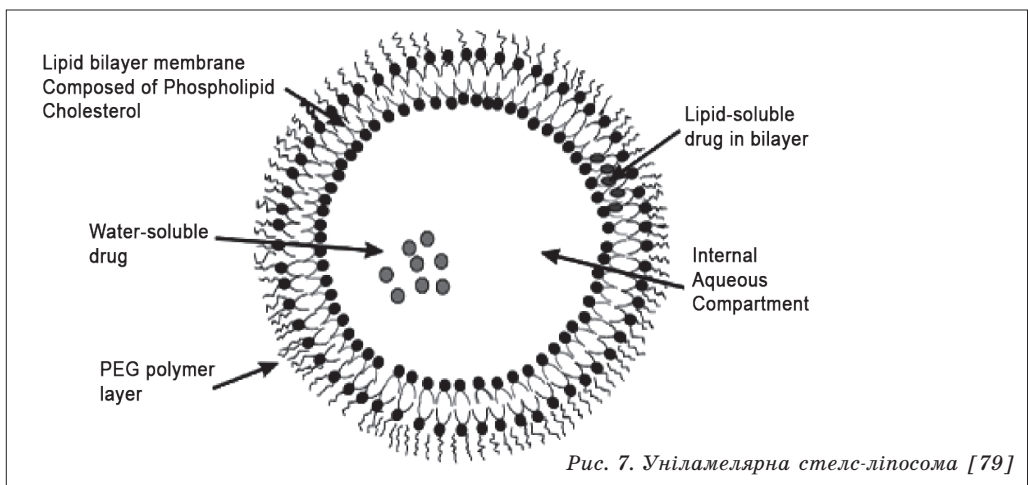 Lipid bilayer membrane
Composed of Phospholipid
Cholesterol
Lipid-soluble
drug in bilayer
Water-soluble
drug
Internal
Aqueous
Compartment
PEG polymer
layer
Рис. 7. Уніламелярна стелс-ліпосома [79]